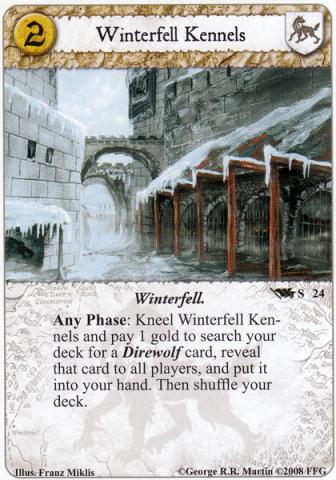 2
Winterfell Kennels
Winterfell.
S 24
Any Phase: Kneel Winterfell Ken-
nels and pay 1 gold to search your
deck for a Direwolf card, reveal
that card to all players, and put it
into your hand. Then shuffle your
deck.
Winterfell
Illus. Franz Miklis
©George R.R. Martin ©2008 FFG